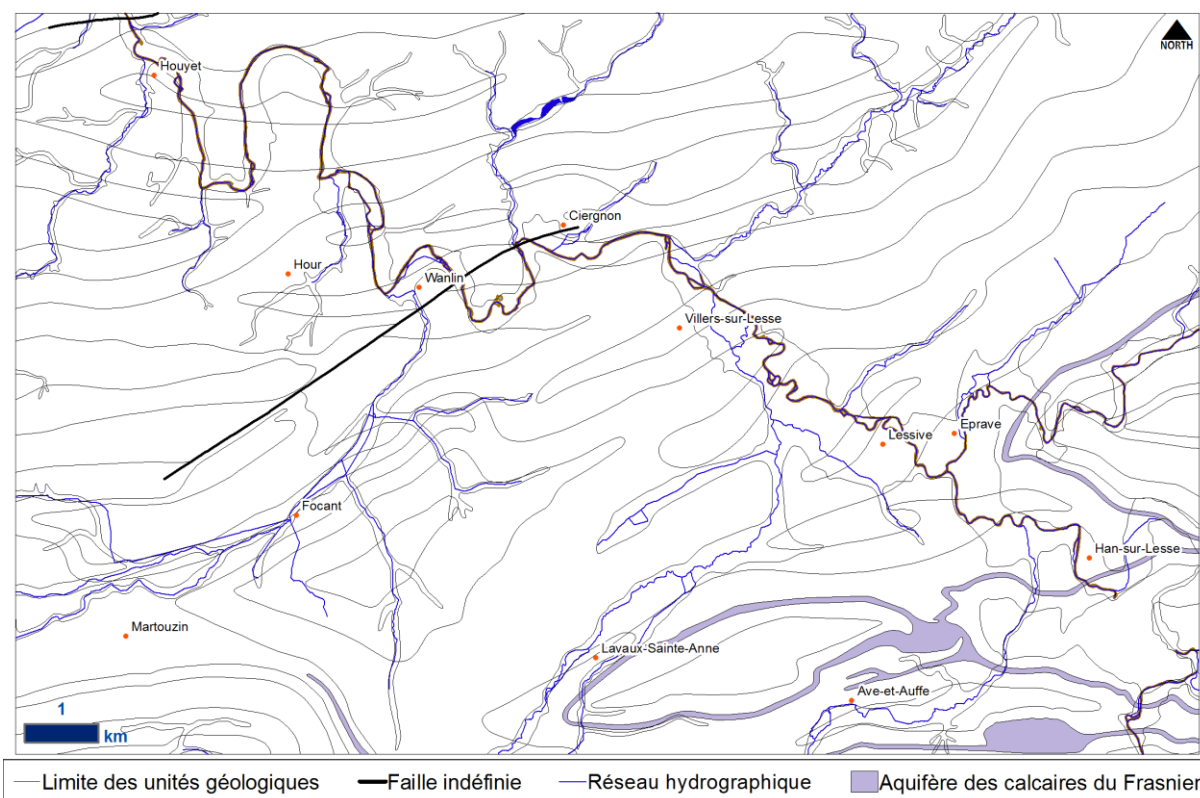 NORTH
Houyet
Ciergnon
Hour
Wanlin
Villers-sur-Lesse
Eprave
Lessive
Focant
Han-sur-Lesse
Martouzin
Lavaux-Sainte-Anne
Ave-et-Auffe
1
km
Limite des unités géologiques
Faille indéfinie
Réseau hydrographique
Aquifère des calcaires du Frasnien